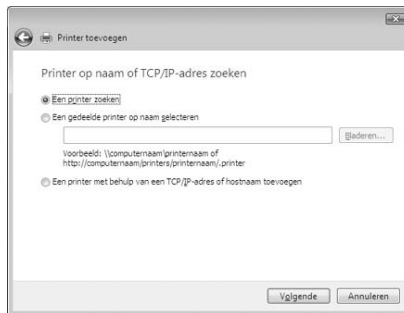 Printer toevoegen
Printer op naam of TCP/IP-adres zoeken
Een printer zoeken
Een gedeelde printer op naam selecteren
Bladeren...
Voorbeeld: \\computernaam\printernaam of
http://computernaam/printers/printernaam/.printer
Een printer met behulp van een TCP/IP-adres of hostnaam toevoegen
Volgende
Annuleren